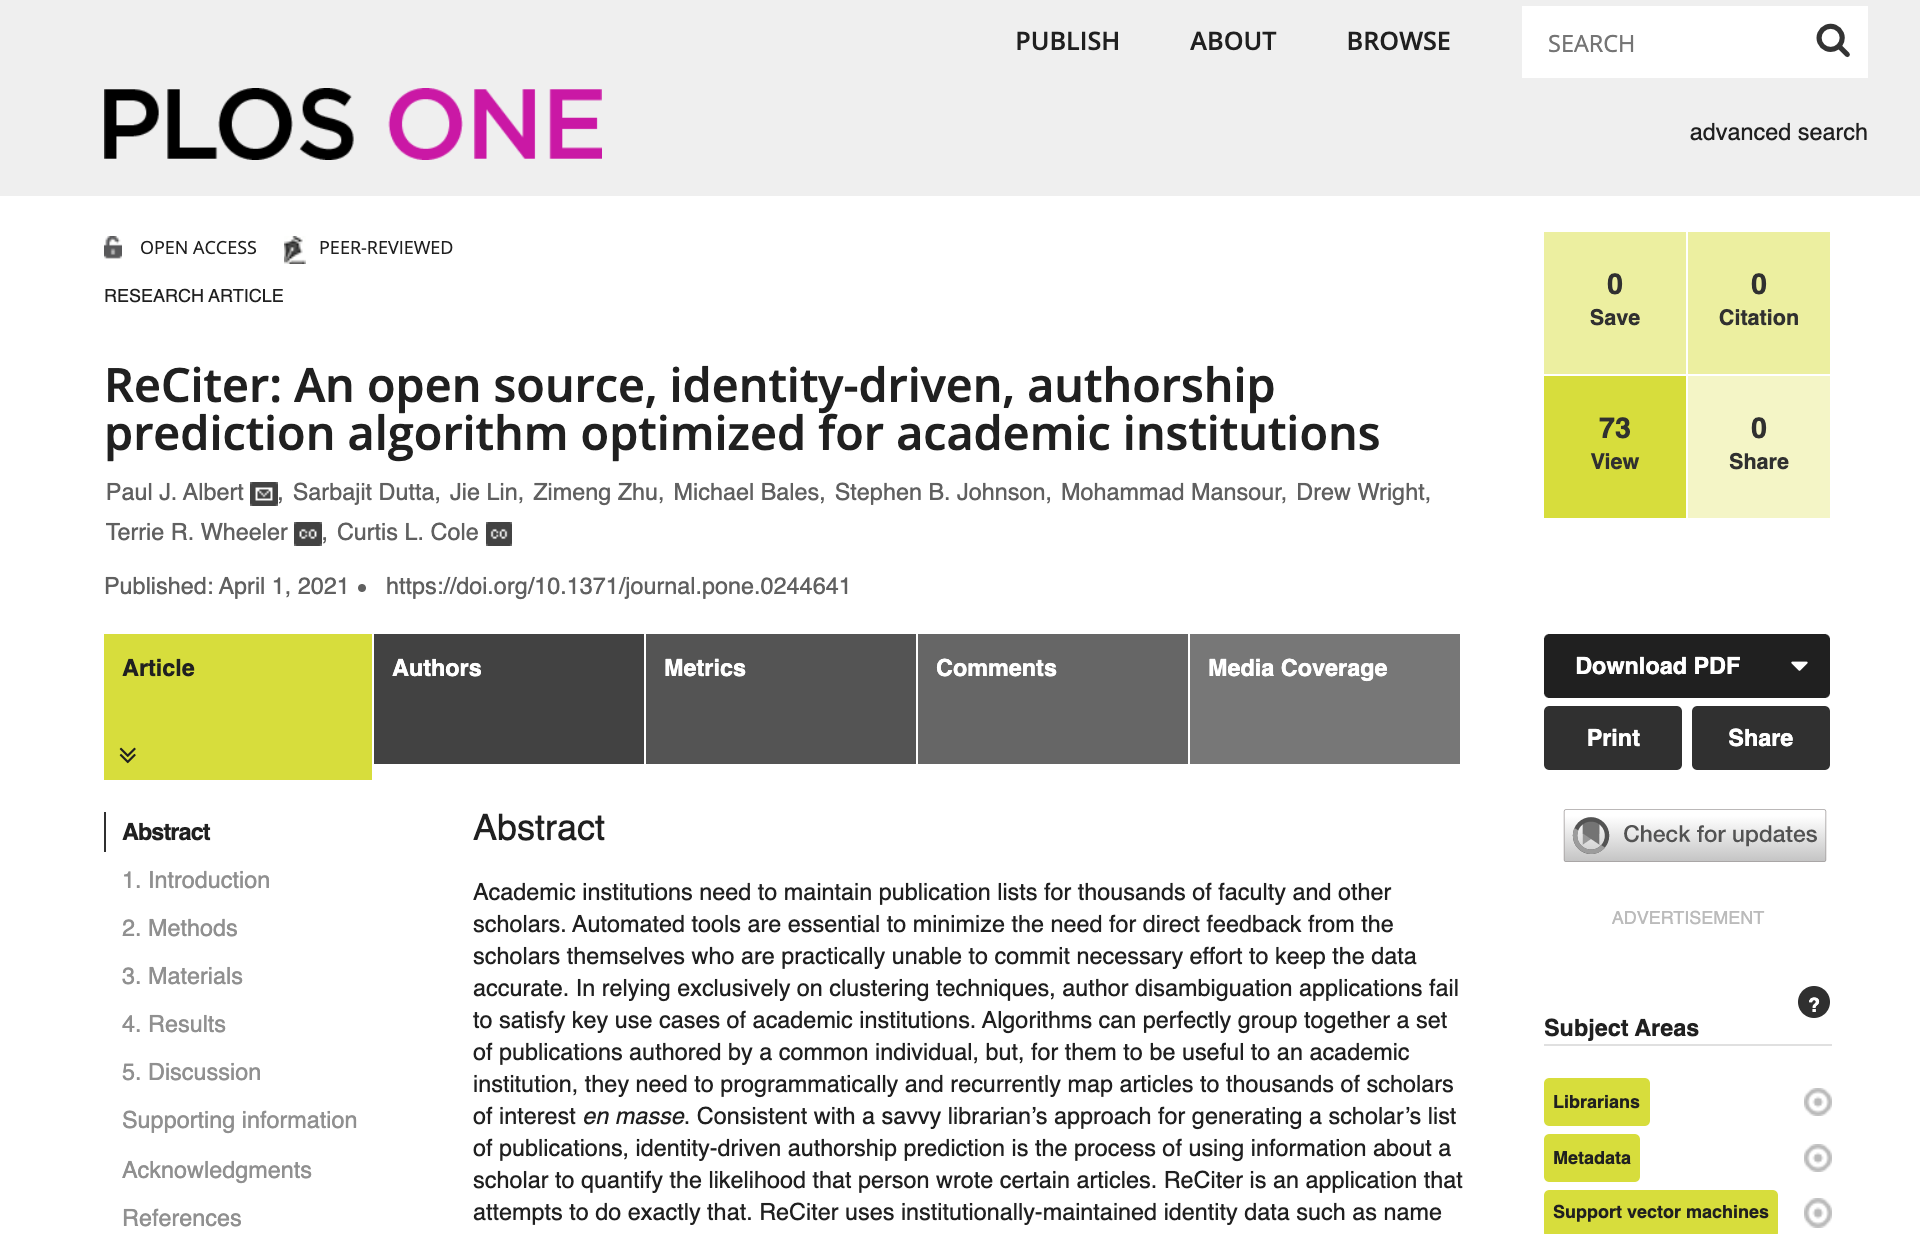 PUBLISH ABOUT BROWSE SEARCH
PLOS ONE
advanced search
OPEN ACCESS PEER-REVIEWED
RESEARCH ARTICLE
ReCiter: An open source, identity-driven, authorship
prediction algorithm optimized for academic institutions
Paul J. Albert, Sarbajit Dutta, Jie Lin, Zimeng Zhu, Michael Bales, Stephen B. Johnson, Mohammad Mansour, Drew Wright,
Terrie R. Wheeler co, Curtis L. Cole co
Published: April 1, 2021 • https://doi.org/10.1371/journal.pone.0244641
0
Save
0
Citation
73
View
0
Share
Article Authors Metrics Comments Media Coverage
Download PDF
Print Share
Check for updates
ADVERTISEMENT
?
Subject Areas
Librarians
Metadata
Support vector machines
Abstract
1. Introduction
2. Methods
3. Materials
4. Results
5. Discussion
Supporting information
Acknowledgments
References
Abstract
Academic institutions need to maintain publication lists for thousands of faculty and other
scholars. Automated tools are essential to minimize the need for direct feedback from the
scholars themselves who are practically unable to commit necessary effort to keep the data
accurate. In relying exclusively on clustering techniques, author disambiguation applications fail
to satisfy key use cases of academic institutions. Algorithms can perfectly group together a set
of publications authored by a common individual, but, for them to be useful to an academic
institution, they need to programmatically and recurrently map articles to thousands of scholars
of interest en masse. Consistent with a savvy librarian’s approach for generating a scholar’s list
of publications, identity-driven authorship prediction is the process of using information about a
scholar to quantify the likelihood that person wrote certain articles. ReCiter is an application that
attempts to do exactly that. ReCiter uses institutionally-maintained identity data such as name